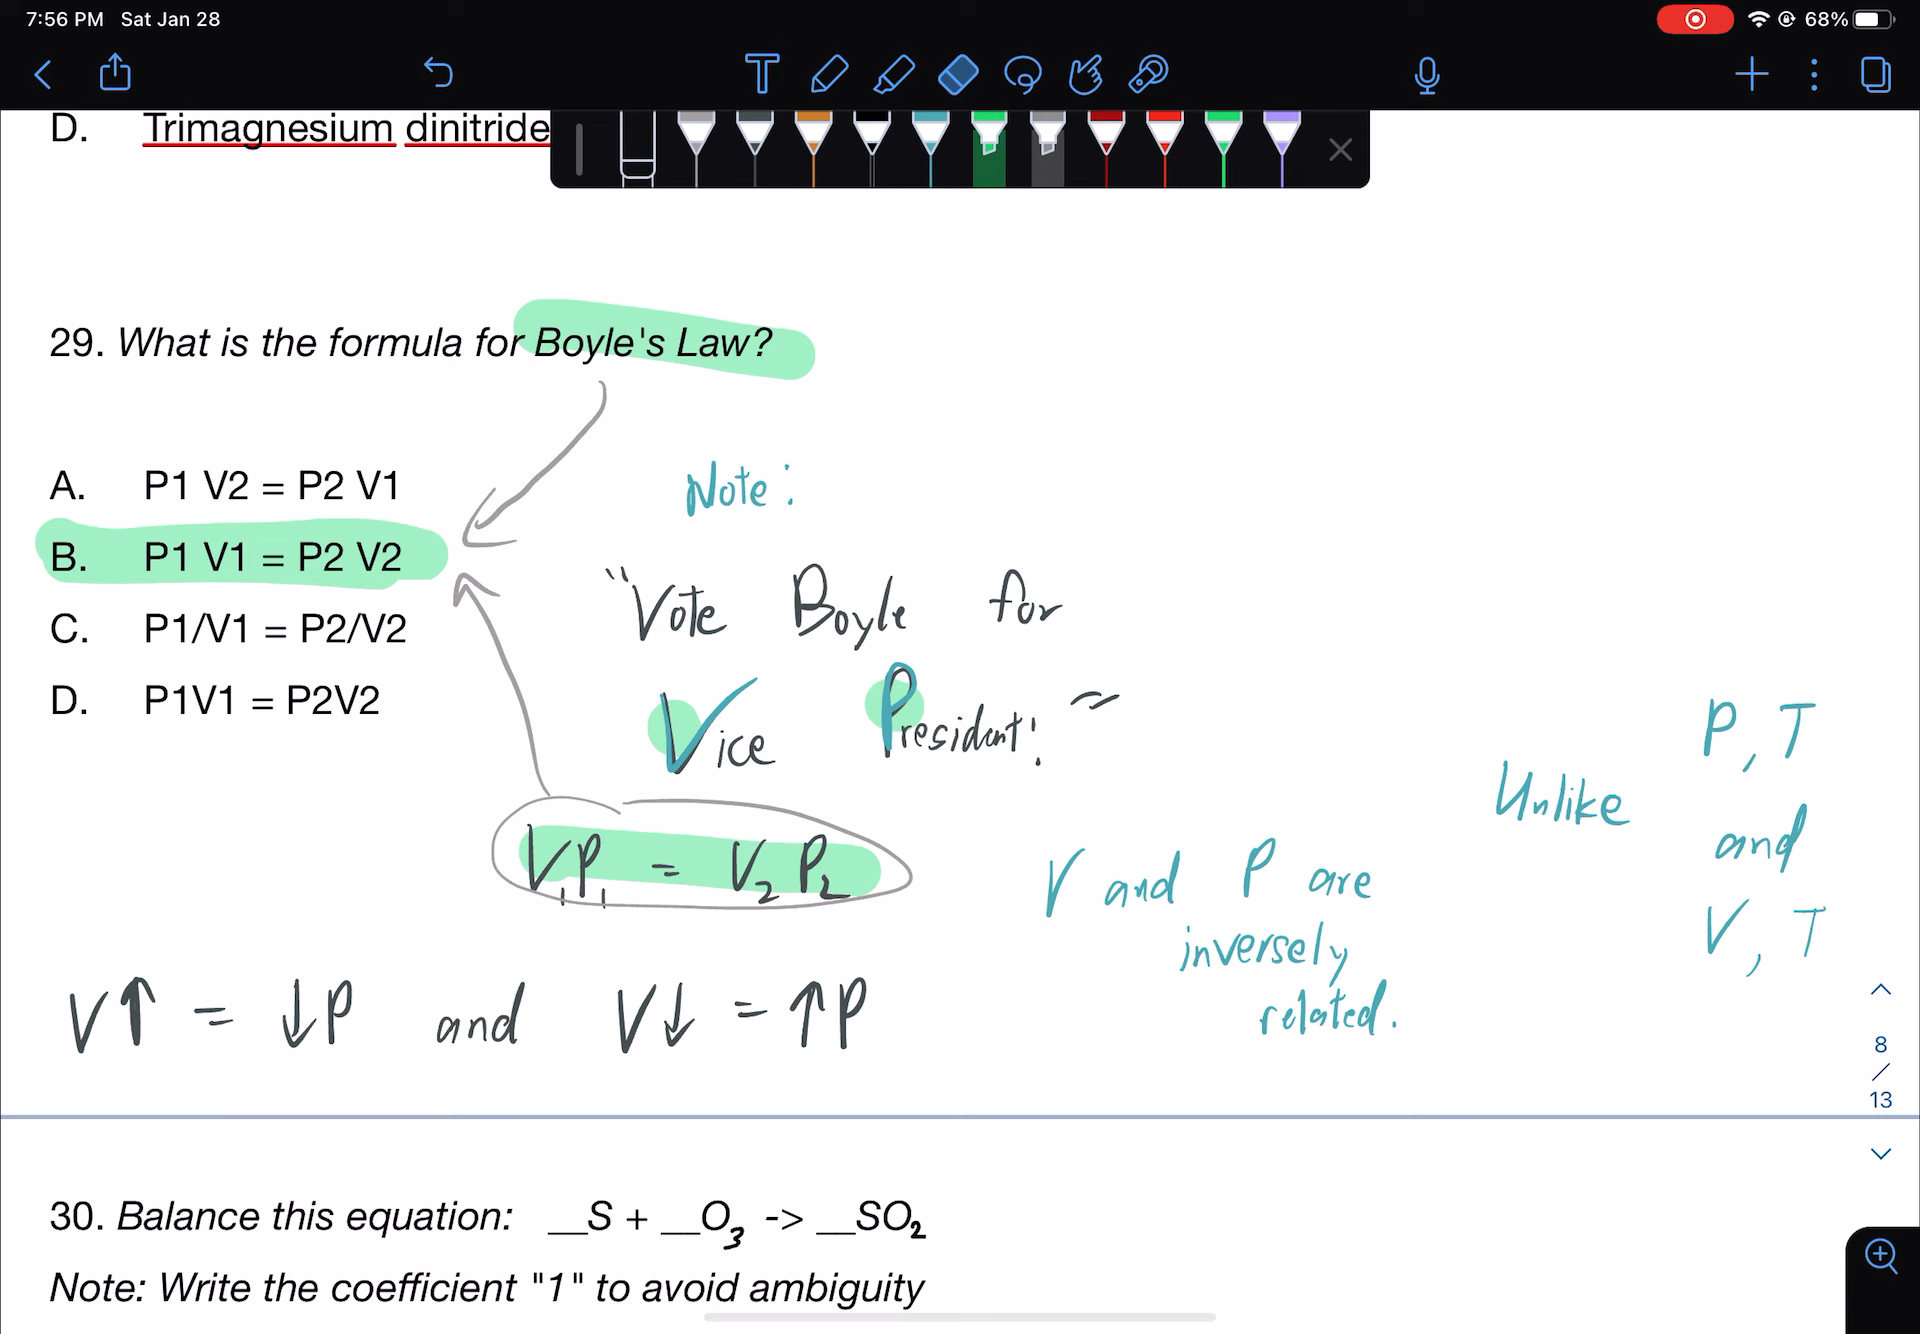 7:56 PM Sat Jan 28
68%
D. Trimagnesium dinitride
29. What is the formula for Boyle's Law?
A. P1 V2 = P2 V1
B. P1 V1 = P2 V2
C. P1/V1 = P2/V2
D. P1V1 = P2V2
Note:
"Vote Boyle for
Vice President!"
V₁P₁ = V₂P₂
V and P are
inversely
related.
Unlike
P, T
and
V, T
V↑ = ↓P and V↓ = ↑P
8
/
13
30. Balance this equation: __S + __O₃ -> __SO₂
Note: Write the coefficient "1" to avoid ambiguity